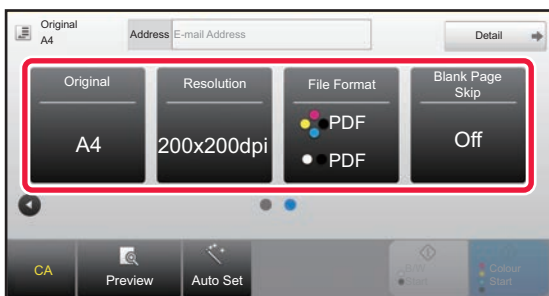 Original
A4
Address E-mail Address
Detail
Original
A4
Resolution
200x200dpi
File Format
PDF
PDF
Blank Page
Skip
Off
CA
Preview
Auto Set
B/W
Start
Colour
Start